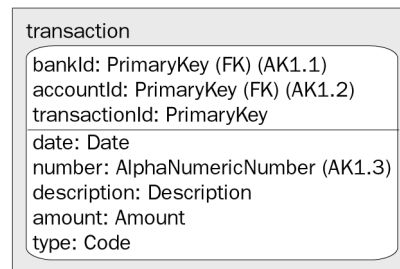 transaction
bankId: PrimaryKey (FK) (AK1.1)
accountId: PrimaryKey (FK) (AK1.2)
transactionId: PrimaryKey
date: Date
number: AlphaNumericNumber (AK1.3)
description: Description
amount: Amount
type: Code